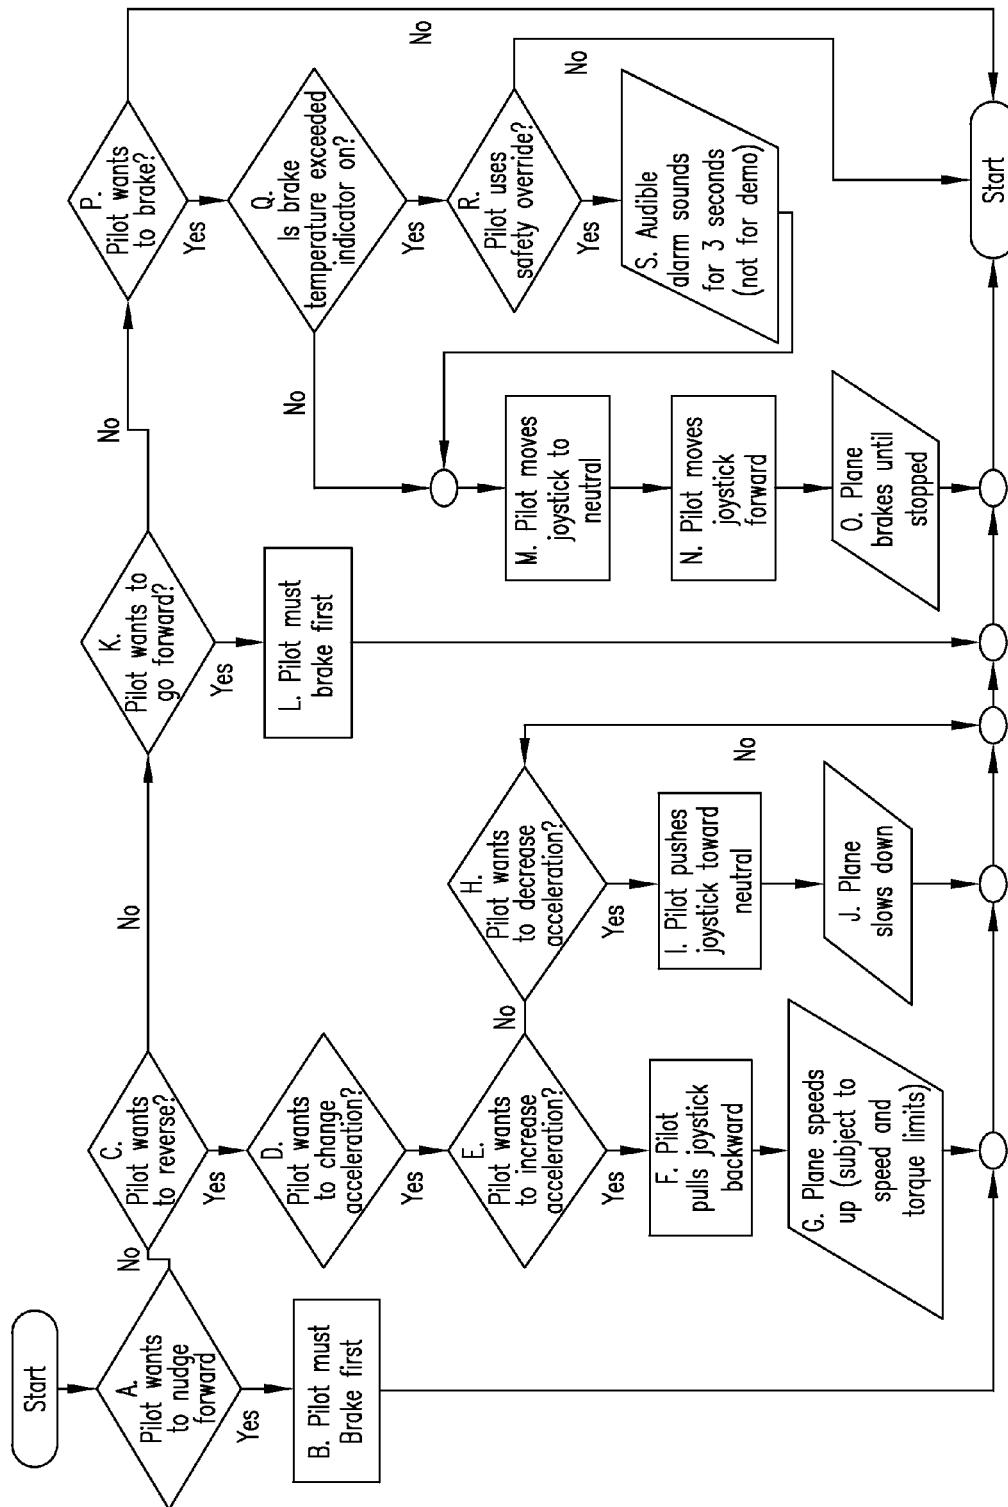 Start
A.
Pilot wants
to nudge
forward
Yes
No
B. Pilot must
Brake first
C.
Pilot wants
to reverse?
Yes
No
D.
Pilot wants
to change
acceleration?
Yes
E.
Pilot wants
to increase
acceleration?
Yes
No
F. Pilot
pulls joystick
backward
G. Plane speeds
up (subject to
speed and
torque limits)
H.
Pilot wants
to decrease
acceleration?
Yes
No
I. Pilot pushes
joystick toward
neutral
J. Plane
slows down
K.
Pilot wants to
go forward?
Yes
No
L. Pilot must
brake first
P.
Pilot wants
to brake?
Yes
No
Q.
Is brake
temperature exceeded
indicator on?
Yes
No
R.
Pilot uses
safety override?
Yes
No
S. Audible
alarm sounds
for 3 seconds
(not for demo)
M. Pilot moves
joystick to
neutral
N. Pilot moves
joystick
forward
O. Plane
brakes until
stopped
Start